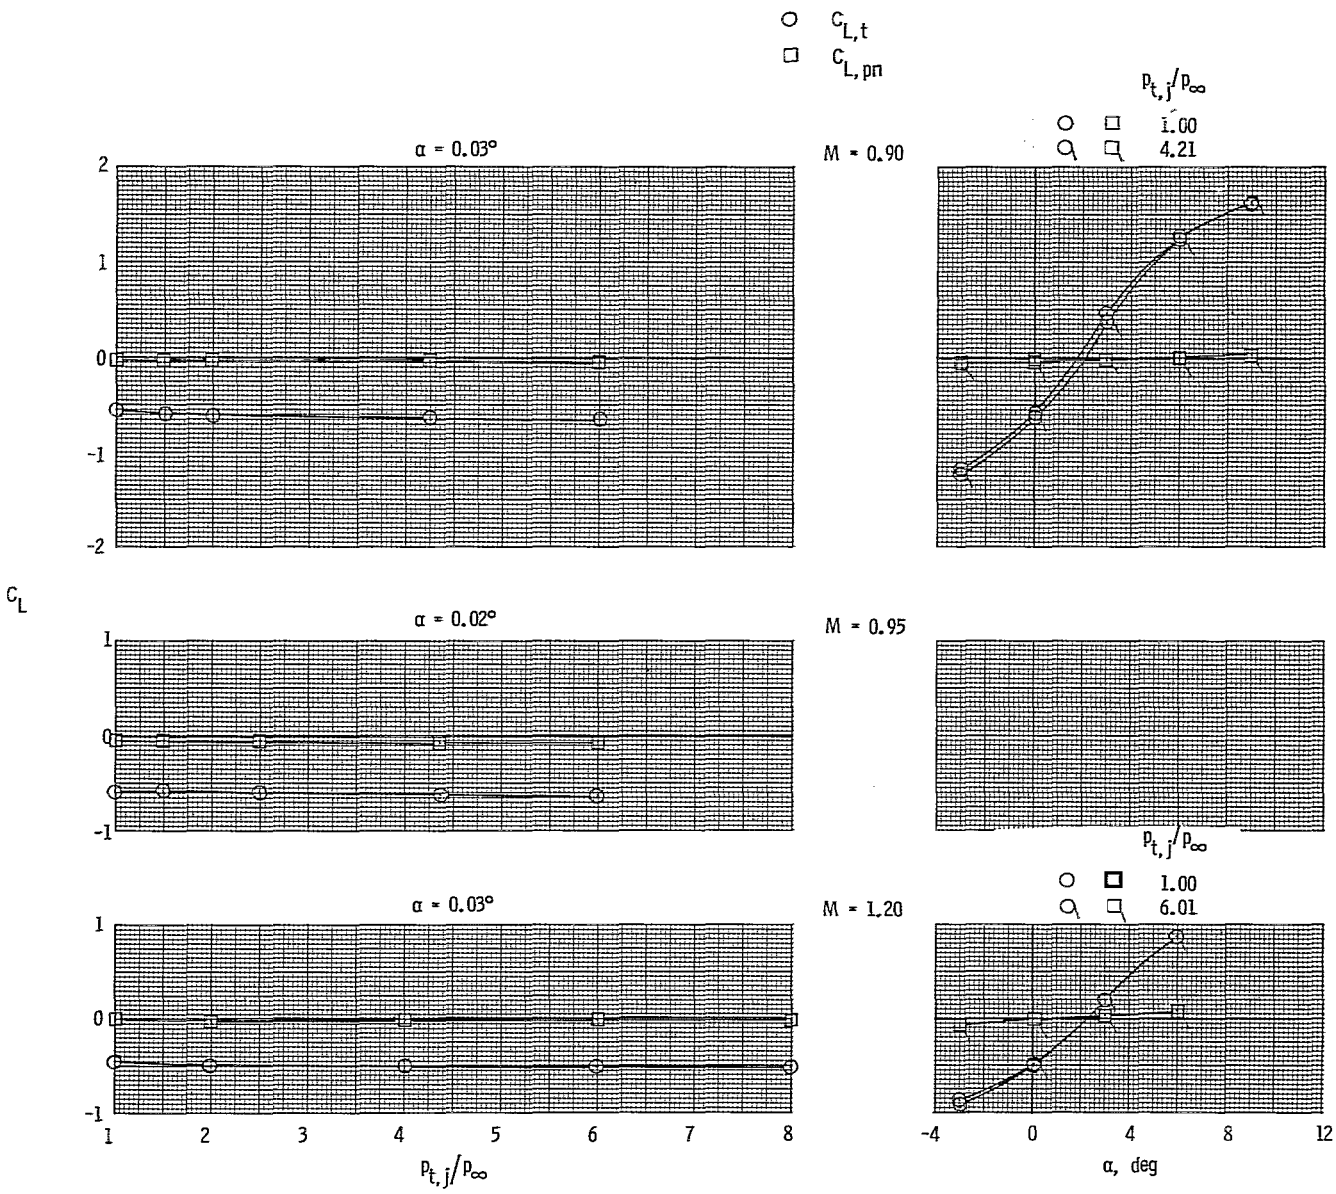 C_L,t
C_L,pn
p_t,j/p_∞
1.00
4.21
α = 0.03°
M = 0.90
2
1
0
-1
-2
C_L
α = 0.02°
M = 0.95
1
0
-1
p_t,j/p_∞
1.00
6.01
α = 0.03°
M = 1.20
1
0
-1
1 2 3 4 5 6 7 8
p_t,j/p_∞
-4 0 4 8 12
α, deg